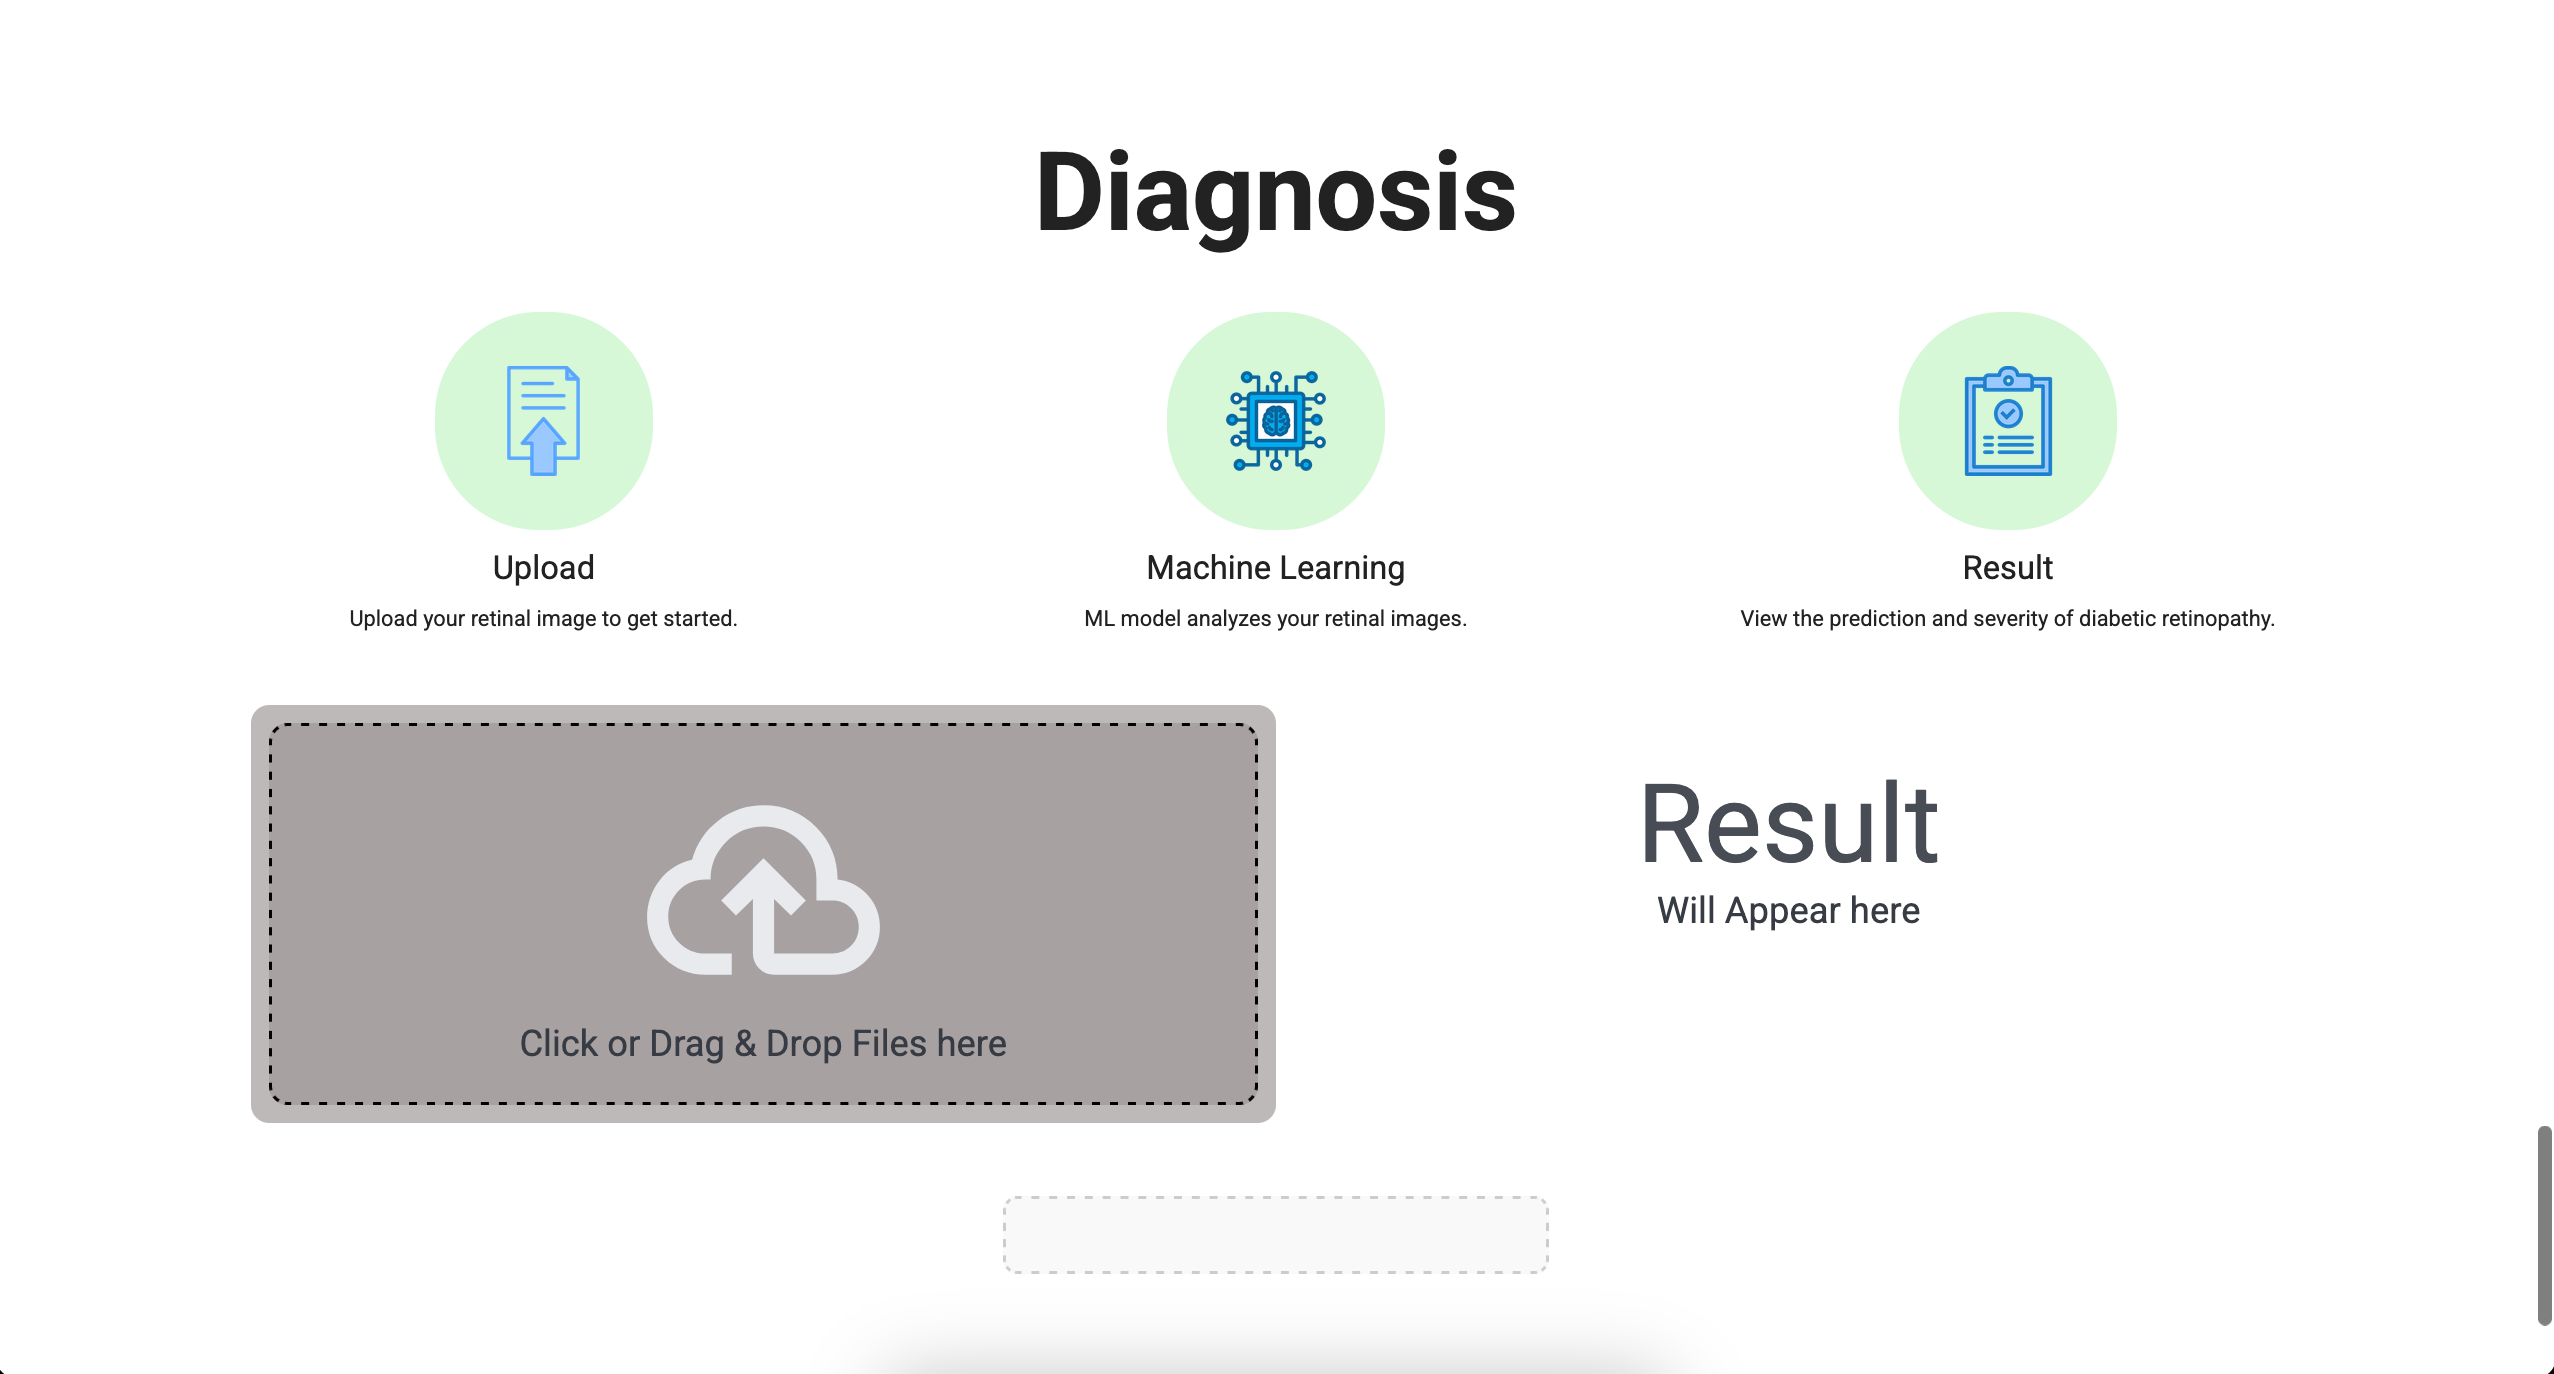 Diagnosis
Upload
Upload your retinal image to get started.
Machine Learning
ML model analyzes your retinal images.
Result
View the prediction and severity of diabetic retinopathy.
Click or Drag & Drop Files here
Result
Will Appear here